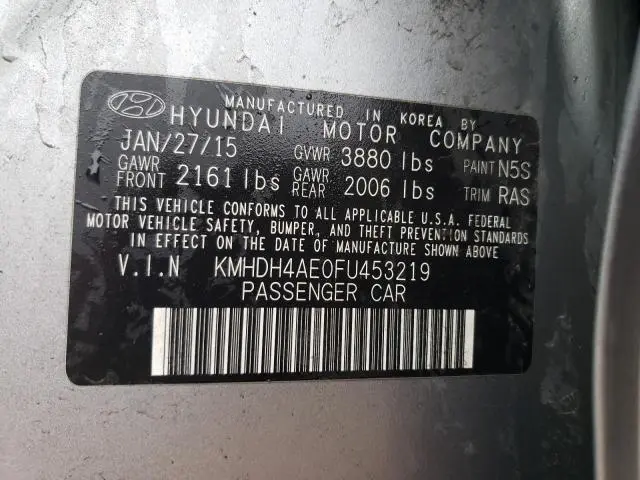 MANUFACTURED IN KOREA BY
HYUNDAI MOTOR COMPANY
JAN/27/15 GVWR 3880 lbs PAINT N5S
GAWR FRONT 2161 lbs GAWR REAR 2006 lbs TRIM RAS
THIS VEHICLE CONFORMS TO ALL APPLICABLE U.S.A. FEDERAL
MOTOR VEHICLE SAFETY, BUMPER, AND THEFT PREVENTION STANDARDS
IN EFFECT ON THE DATE OF MANUFACTURE SHOWN ABOVE
V.I.N KMHDH4AE0FU453219
PASSENGER CAR